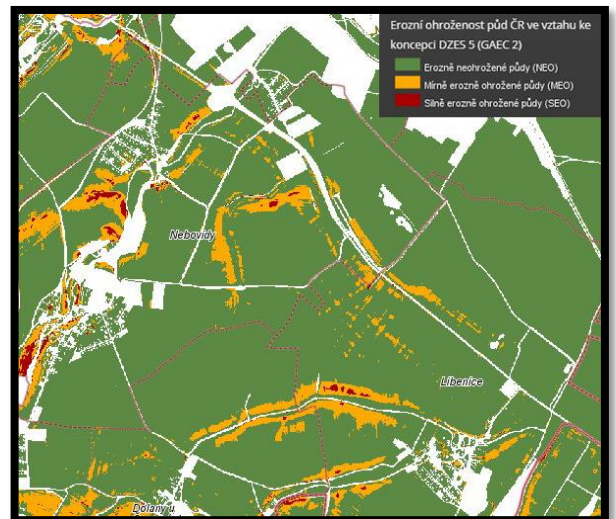 Erozní ohroženost půd ČR ve vztahu ke
koncepci DZES 5 (GAEC 2)
Erozně neohrožené půdy (NEO)
Mírně erozně ohrožené půdy (MEO)
Silně erozně ohrožené půdy (SEO)
Nebovidy
Libenice
Dolany u